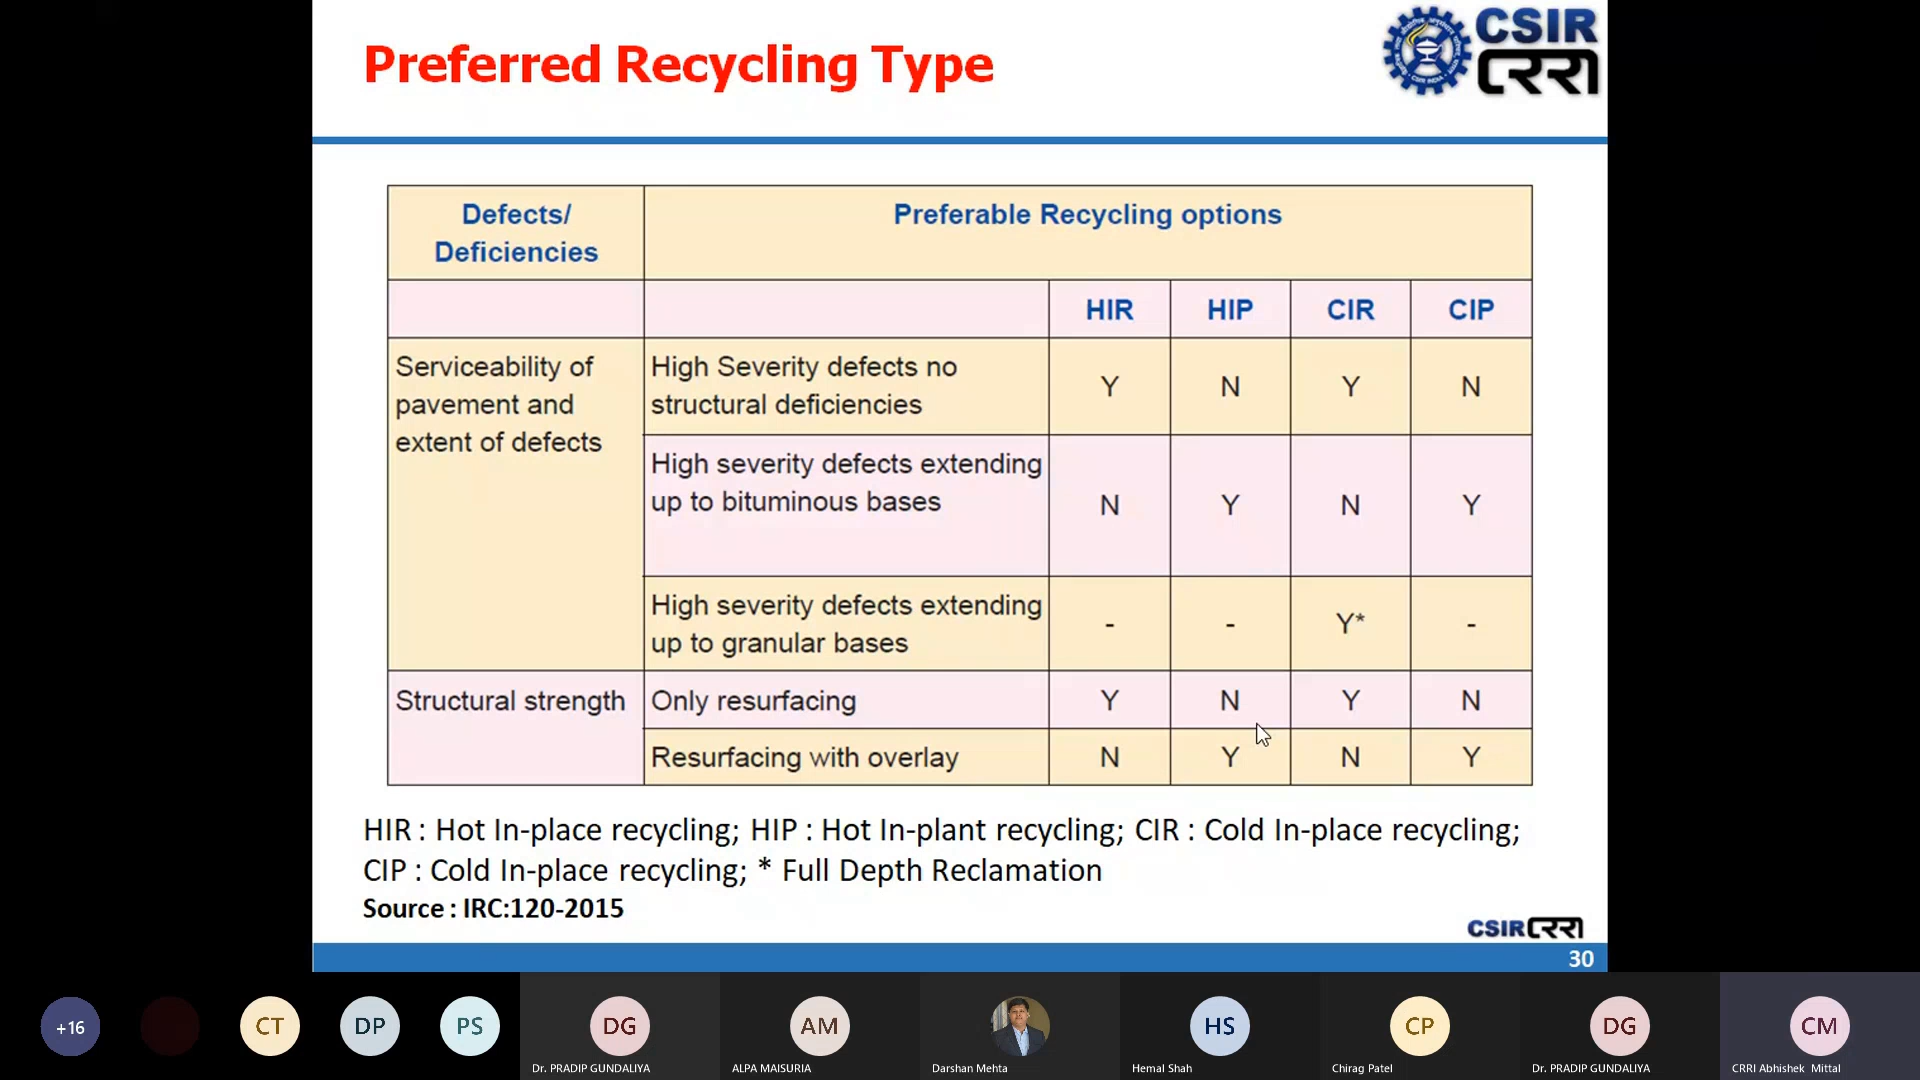 Preferred Recycling Type
CSIR
CRRI
Defects/
Deficiencies
Preferable Recycling options
HIR HIP CIR CIP
Serviceability of
pavement and
extent of defects
High Severity defects no
structural deficiencies
Y N Y N
High severity defects extending
up to bituminous bases
N Y N Y
High severity defects extending
up to granular bases
- - Y* -
Structural strength
Only resurfacing
Y N Y N
Resurfacing with overlay
N Y N Y
HIR : Hot In-place recycling; HIP : Hot In-plant recycling; CIR : Cold In-place recycling;
CIP : Cold In-place recycling; * Full Depth Reclamation
Source : IRC:120-2015
CSIR CRRI
30
+16
CT
DP
PS
DG
Dr. PRADIP GUNDALIYA
AM
ALPA MAISURIA
Darshan Mehta
HS
Hemal Shah
CP
Chirag Patel
DG
Dr. PRADIP GUNDALIYA
CM
CRRI Abhishek Mittal